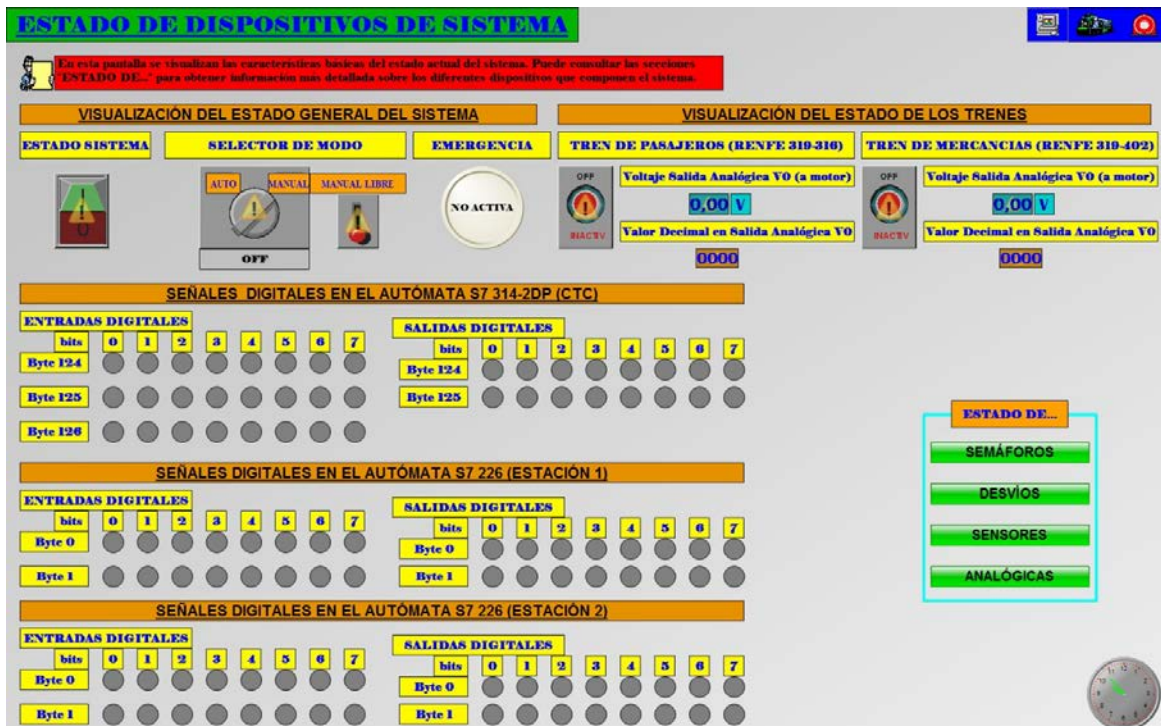 ESTADO DE DISPOSITIVOS DE SISTEMA
En esta pantalla se visualizan las características básicas del estado actual del sistema. Puede consultar las secciones
"ESTADO DE..." para obtener información más detallada sobre los diferentes dispositivos que componen el sistema.
VISUALIZACIÓN DEL ESTADO GENERAL DEL SISTEMA
ESTADO SISTEMA SELECTOR DE MODO EMERGENCIA
AUTO MANUAL MANUAL LIBRE
OFF
NO ACTIVA
VISUALIZACIÓN DEL ESTADO DE LOS TRENES
TREN DE PASAJEROS (RENFE 319-316)
OFF
INACTIV
Voltaje Salida Analógica V0 (a motor)
0,00 V
Valor Decimal en Salida Analógica V0
0000
TREN DE MERCANCIAS (RENFE 319-402)
OFF
INACTIV
Voltaje Salida Analógica V0 (a motor)
0,00 V
Valor Decimal en Salida Analógica V0
0000
SEÑALES DIGITALES EN EL AUTÓMATA S7 314-2DP (CTC)
ENTRADAS DIGITALES
bits 0 1 2 3 4 5 6 7
Byte 124
Byte 125
Byte 126
SALIDAS DIGITALES
bits 0 1 2 3 4 5 6 7
Byte 124
Byte 125
SEÑALES DIGITALES EN EL AUTÓMATA S7 226 (ESTACIÓN 1)
ENTRADAS DIGITALES
bits 0 1 2 3 4 5 6 7
Byte 0
Byte 1
SALIDAS DIGITALES
bits 0 1 2 3 4 5 6 7
Byte 0
Byte 1
SEÑALES DIGITALES EN EL AUTÓMATA S7 226 (ESTACIÓN 2)
ENTRADAS DIGITALES
bits 0 1 2 3 4 5 6 7
Byte 0
Byte 1
SALIDAS DIGITALES
bits 0 1 2 3 4 5 6 7
Byte 0
Byte 1
ESTADO DE...
SEMÁFOROS
DESVÍOS
SENSORES
ANALÓGICAS